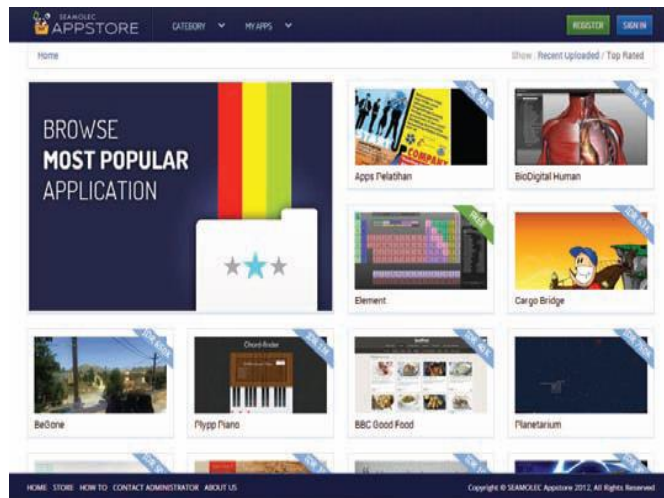 SEAMOLEC
APPSTORE
CATEGORY
MY APPS
REGISTER
SIGN IN
Home
Show : Recent Uploaded / Top Rated
BROWSE
MOST POPULAR
APPLICATION
Apps Pelatihan
BioDigital Human
FREE
Element
Cargo Bridge
Chord-finder
BeGone
Plypp Piano
BBC Good Food
Planetarium
HOME STORE HOW TO CONTACT ADMINISTRATOR ABOUT US
Copyright © SEAMOLEC Appstore 2012, All Rights Reserved